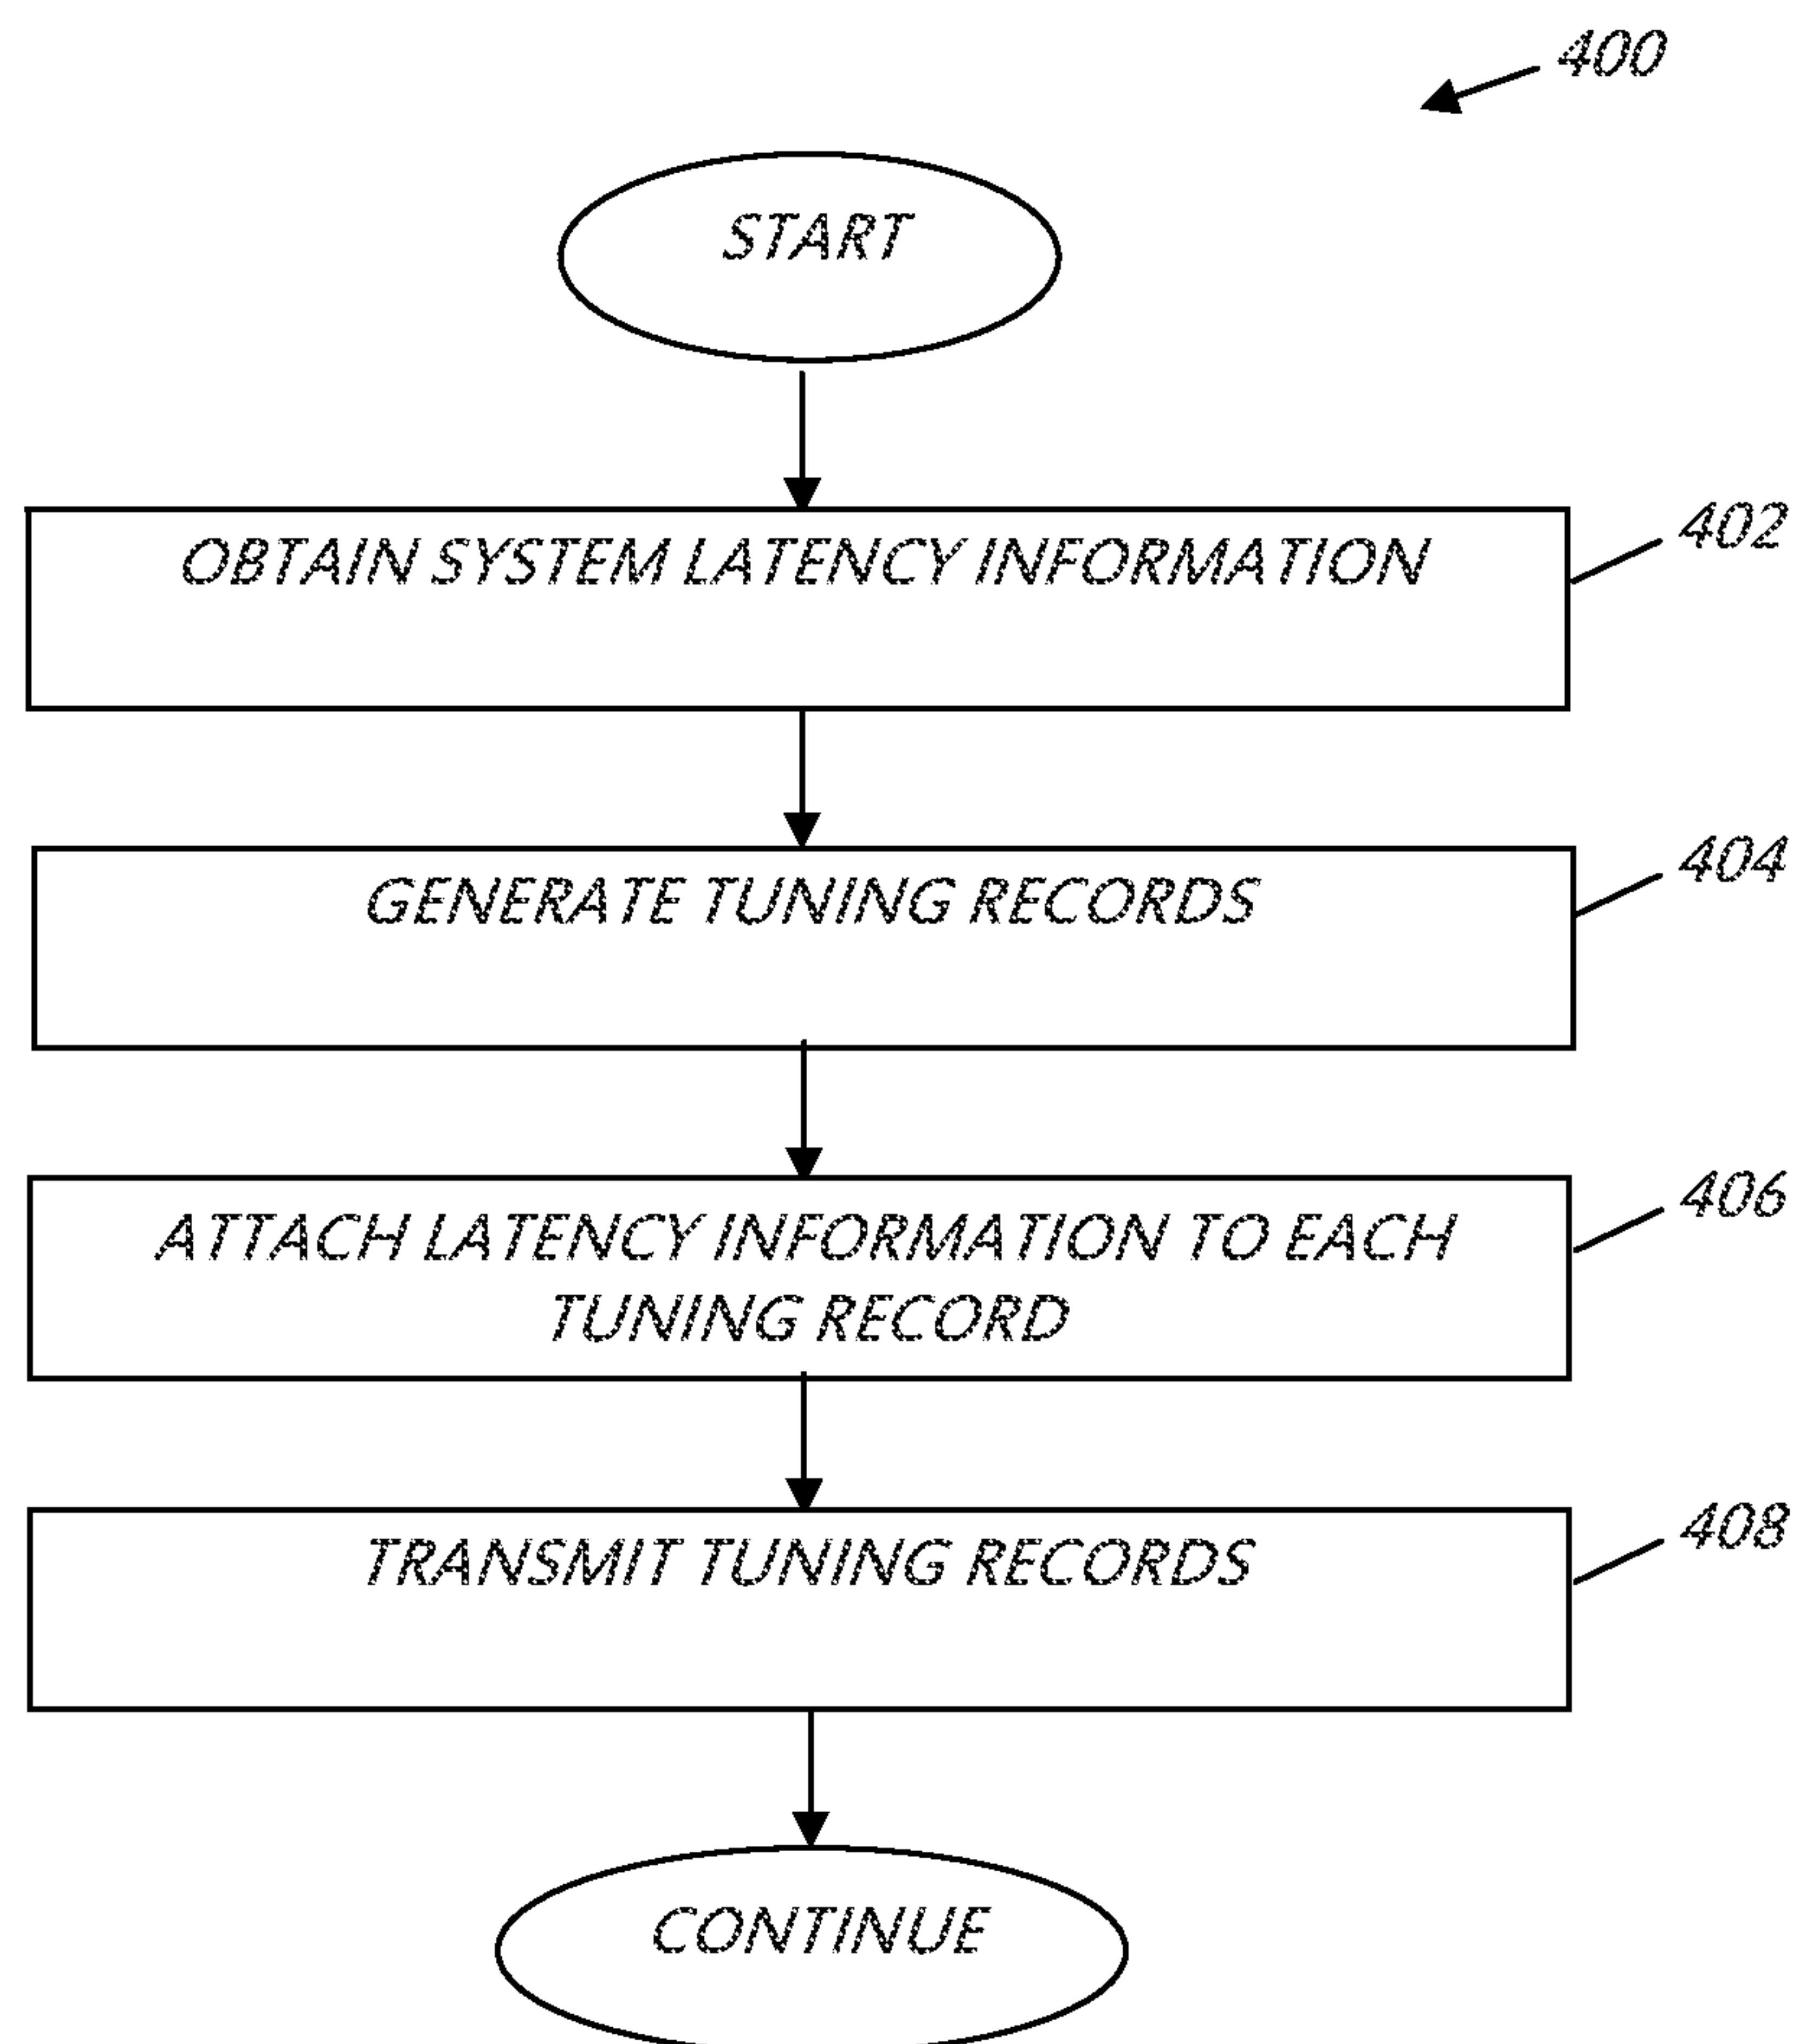 400
START
OBTAIN SYSTEM LATENCY INFORMATION
402
GENERATE TUNING RECORDS
404
ATTACH LATENCY INFORMATION TO EACH
TUNING RECORD
406
TRANSMIT TUNING RECORDS
408
CONTINUE